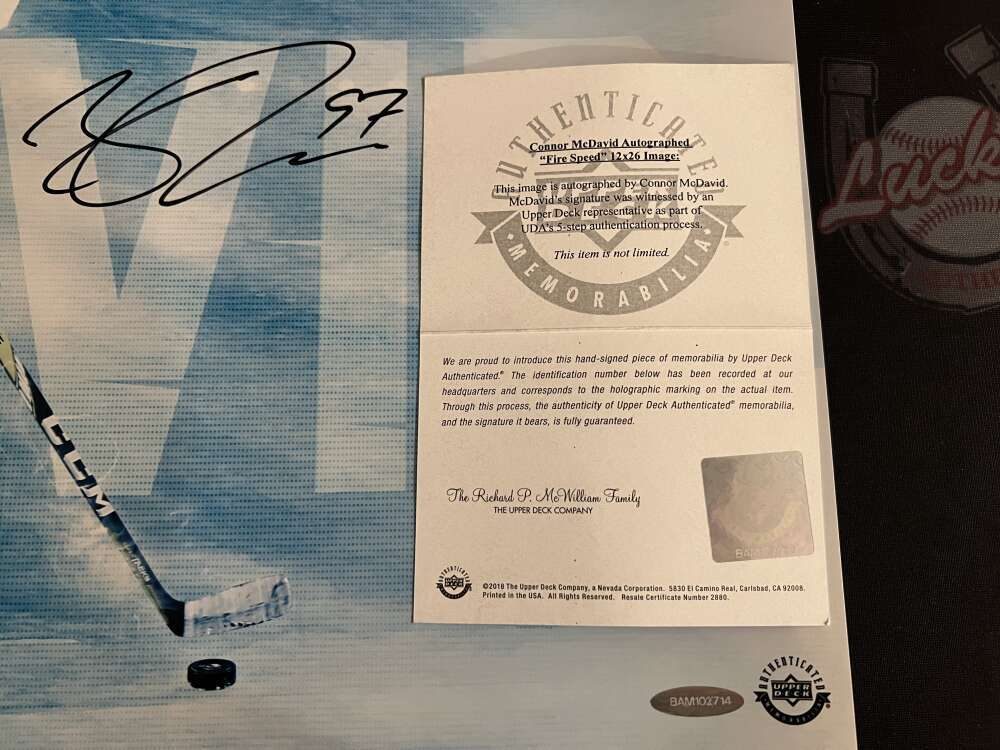 VI
97
AUTHENTICATED
UPPER DECK
MEMORABILIA
Connor McDavid Autographed
“Fire Speed” 12x26 Image:
This image is autographed by Connor McDavid.
McDavid's signature was witnessed by an
Upper Deck representative as part of
UDA's 5-step authentication process.
This item is not limited.
We are proud to introduce this hand-signed piece of memorabilia by Upper Deck
Authenticated.® The identification number below has been recorded at our
headquarters and corresponds to the holographic marking on the actual item.
Through this process, the authenticity of Upper Deck Authenticated® memorabilia,
and the signature it bears, is fully guaranteed.
The Richard P. McWilliam Family
THE UPPER DECK COMPANY
©2016 The Upper Deck Company, a Nevada Corporation. 5830 El Camino Real, Carlsbad, CA 92008.
Printed in the USA. All Rights Reserved. Resale Certificate Number 2880.
CCM
BAM102714
AUTHENTICATED
UPPER
DECK
MEMORABILIA
Luck